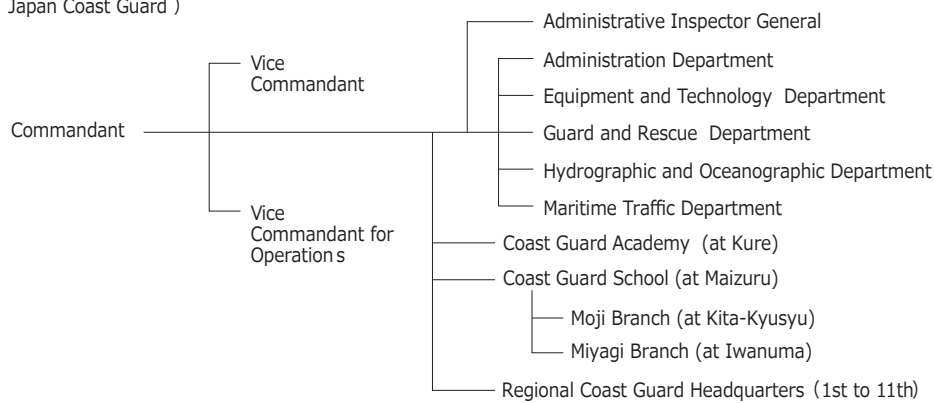 Japan Coast Guard )
Administrative Inspector General
Vice
Commandant
Administration Department
Equipment and Technology Department
Commandant
Guard and Rescue Department
Hydrographic and Oceanographic Department
Vice
Commandant for
Operations
Maritime Traffic Department
Coast Guard Academy (at Kure)
Coast Guard School (at Maizuru)
Moji Branch (at Kita-Kyusyu)
Miyagi Branch (at Iwanuma)
Regional Coast Guard Headquarters (1st to 11th)